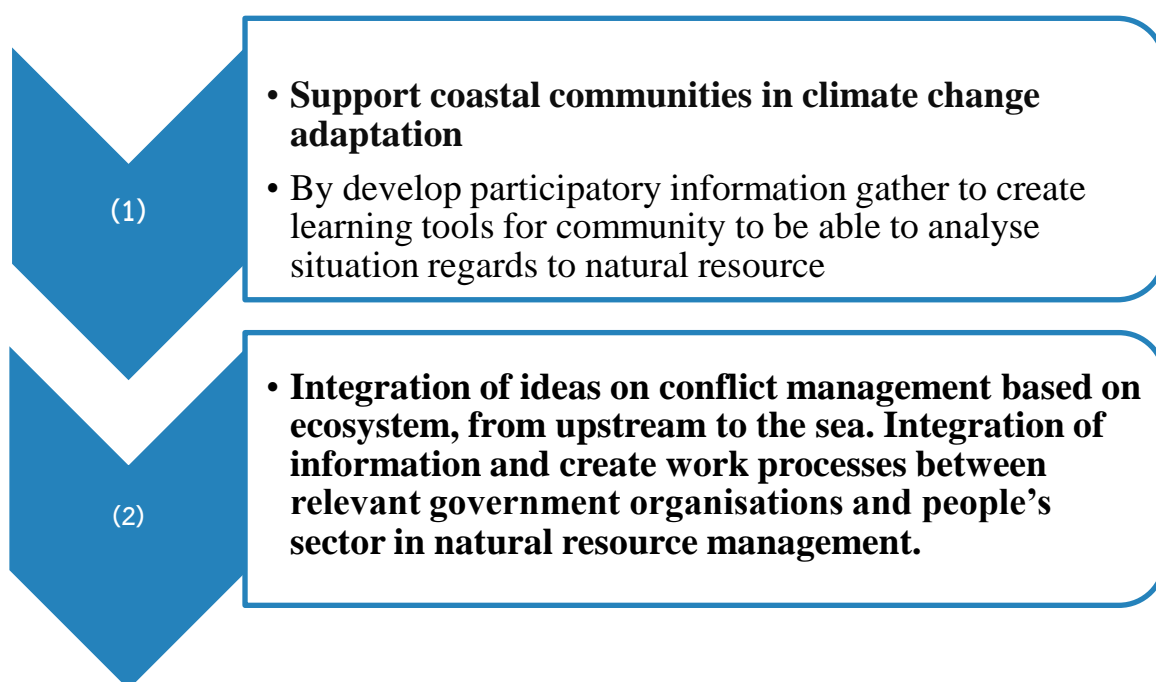 (1)
• Support coastal communities in climate change
adaptation
• By develop participatory information gather to create
learning tools for community to be able to analyse
situation regards to natural resource
(2)
• Integration of ideas on conflict management based on
ecosystem, from upstream to the sea. Integration of
information and create work processes between
relevant government organisations and people’s
sector in natural resource management.